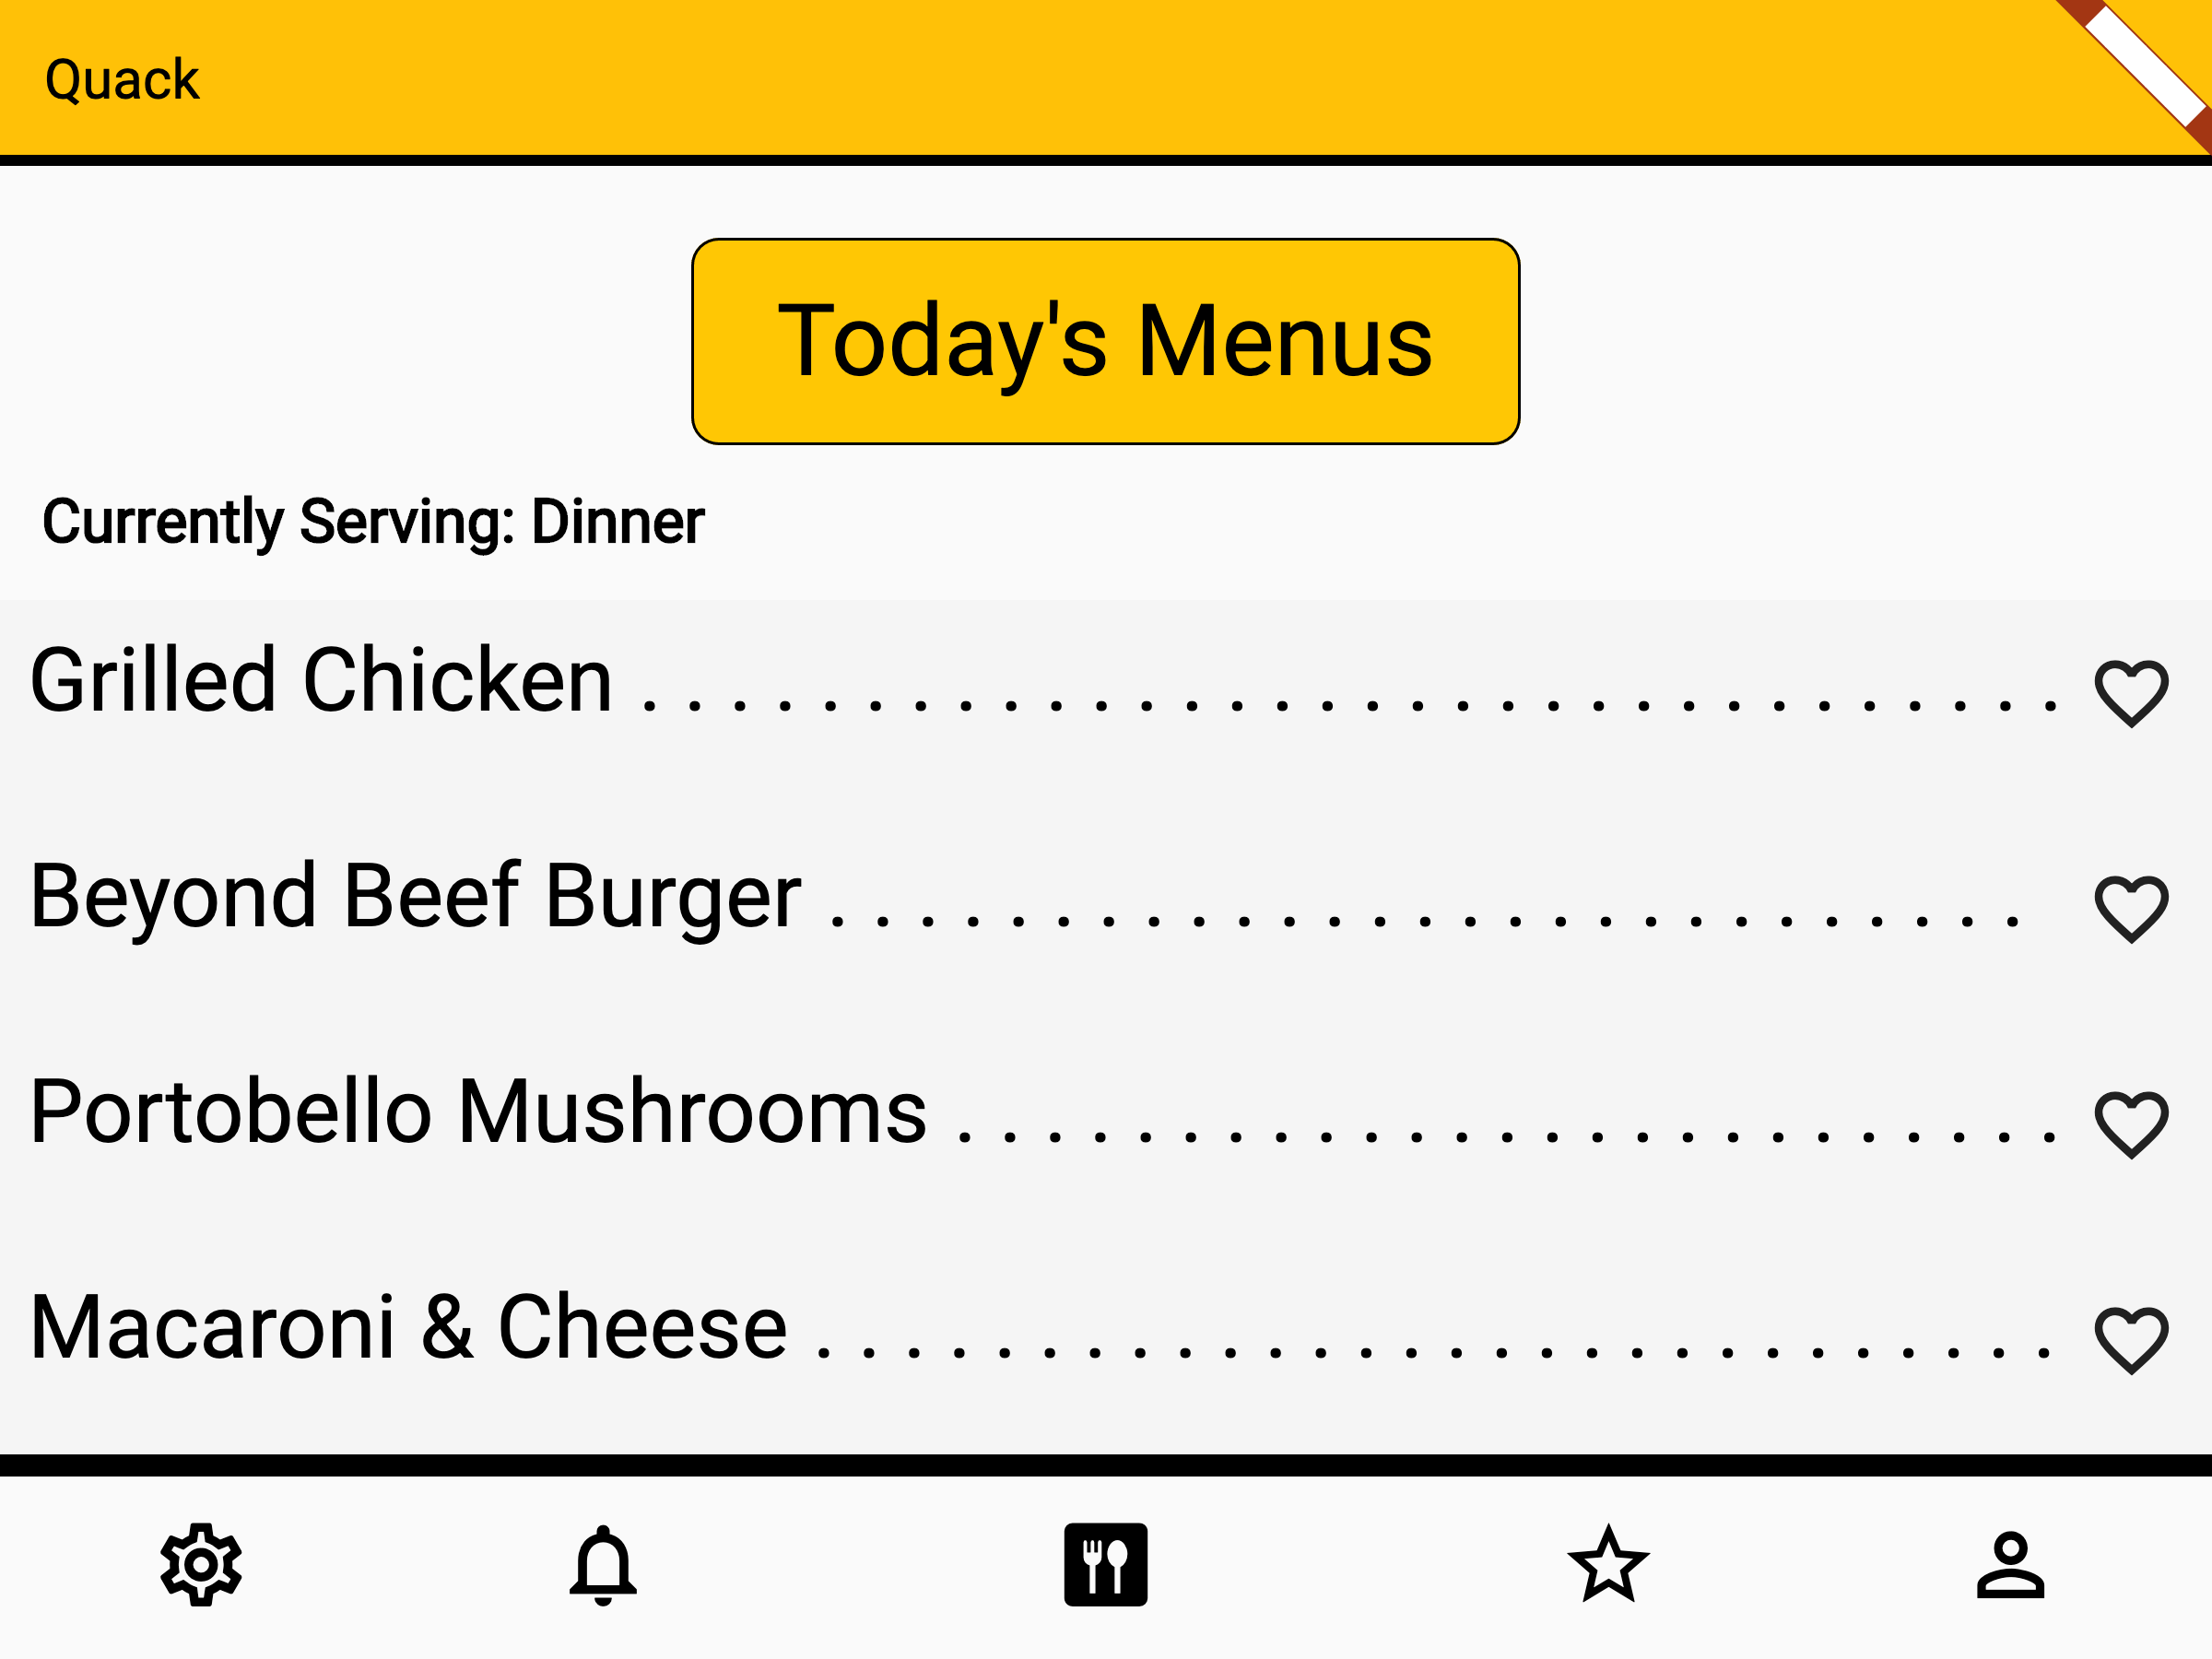 Quack
Today's Menus
Currently Serving: Dinner
Grilled Chicken . . . . . . . . . . . . . . . . . . . . . . . . . . . . . . . .
Beyond Beef Burger . . . . . . . . . . . . . . . . . . . . . . . . . . .
Portobello Mushrooms . . . . . . . . . . . . . . . . . . . . . . . . .
Macaroni & Cheese . . . . . . . . . . . . . . . . . . . . . . . . . . . .